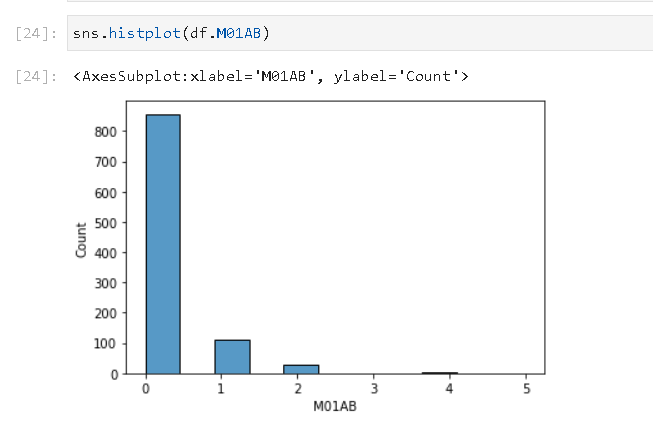 [24]: sns.histplot(df.M01AB)
[24]: <AxesSubplot:xlabel='M01AB', ylabel='Count'>
800
700
600
500
400
300
200
100
0
Count
0 1 2 3 4 5
M01AB